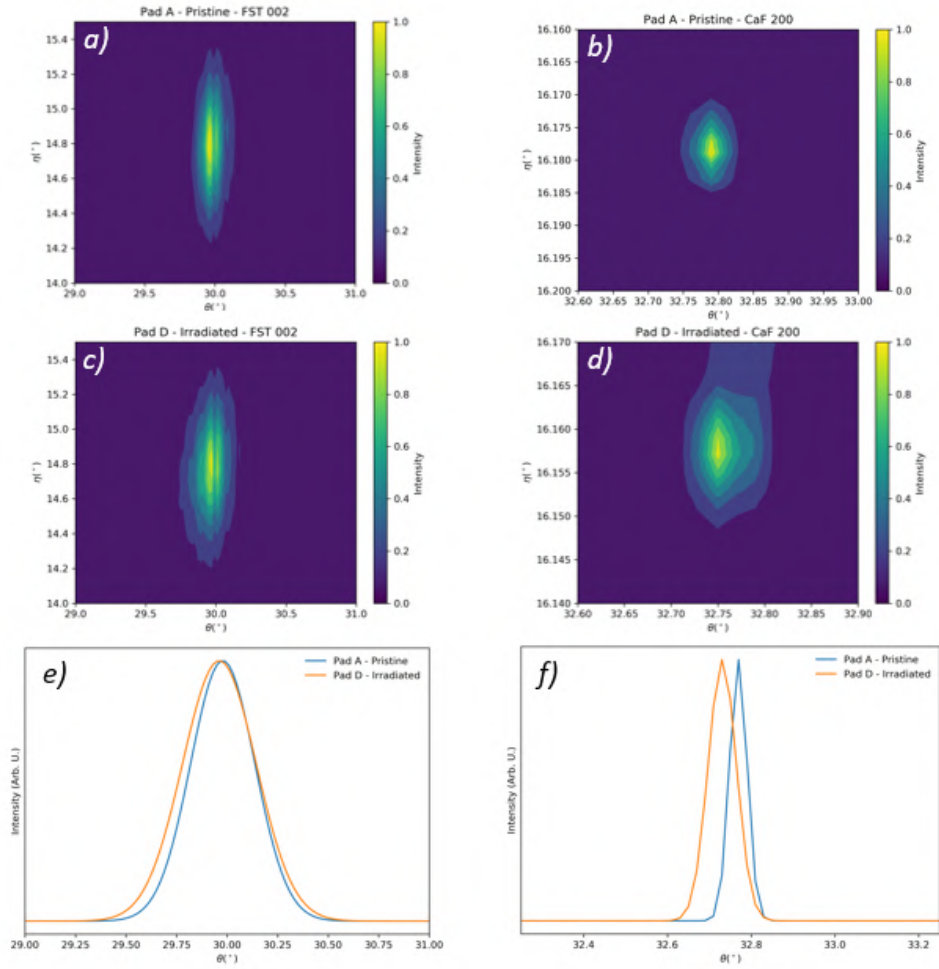 Pad A - Pristine - FST 002
a)
15.4
15.2
15.0
14.8
14.6
14.4
14.2
14.0
η(°)
29.0 29.5 30.0 30.5 31.0
θ(°)
1.0
0.8
0.6
0.4
0.2
0.0
Intensity
Pad A - Pristine - CaF 200
b)
16.160
16.165
16.170
16.175
16.180
16.185
16.190
16.195
16.200
η(°)
32.60 32.65 32.70 32.75 32.80 32.85 32.90 32.95 33.00
θ(°)
1.0
0.8
0.6
0.4
0.2
0.0
Intensity
Pad D - Irradiated - FST 002
c)
15.4
15.2
15.0
14.8
14.6
14.4
14.2
14.0
η(°)
29.0 29.5 30.0 30.5 31.0
θ(°)
1.0
0.8
0.6
0.4
0.2
0.0
Intensity
Pad D - Irradiated - CaF 200
d)
16.170
16.165
16.160
16.155
16.150
16.145
16.140
η(°)
32.60 32.65 32.70 32.75 32.80 32.85 32.90
θ(°)
1.0
0.8
0.6
0.4
0.2
0.0
Intensity
e)
Pad A - Pristine
Pad D - Irradiated
Intensity (Arb. U.)
29.00 29.25 29.50 29.75 30.00 30.25 30.50 30.75 31.00
θ(°)
f)
Pad A - Pristine
Pad D - Irradiated
Intensity (Arb. U.)
32.4 32.6 32.8 33.0 33.2
θ(°)